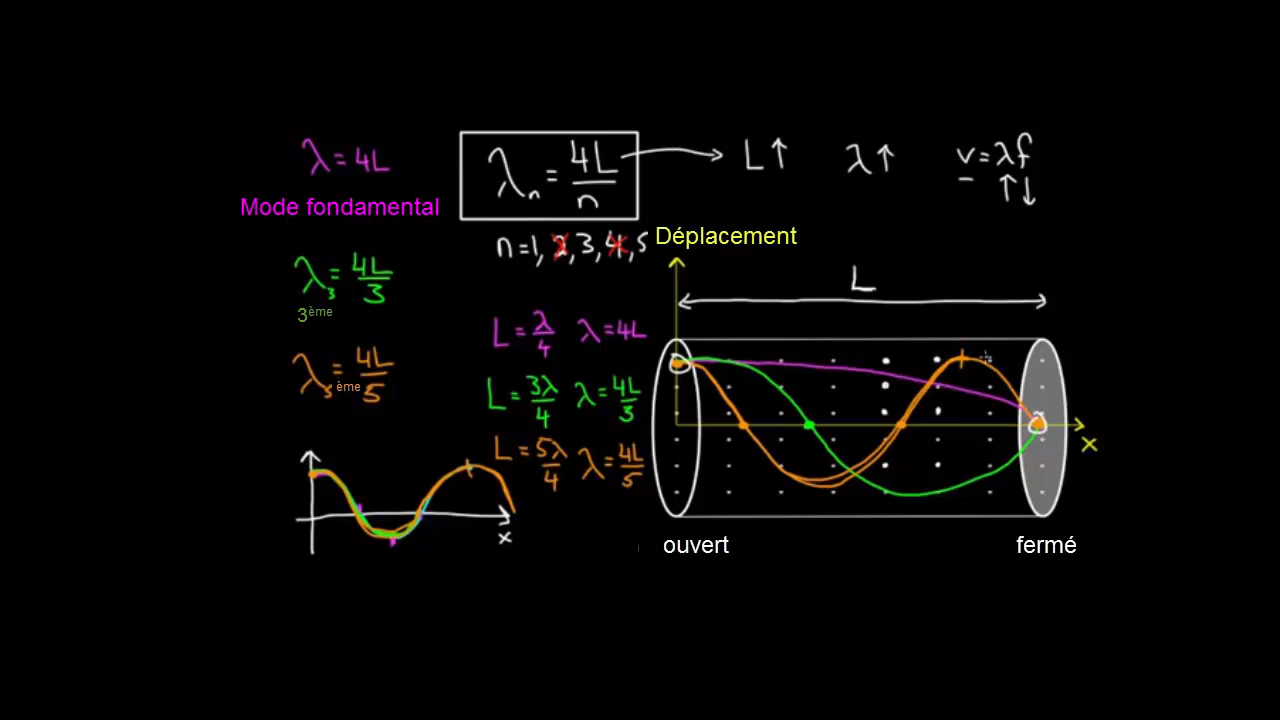 λ = 4L
Mode fondamental
λₙ = 4L/n
L↑ λ↑ v = λf
↑↓
n = 1, 2, 3, 4, 5
Déplacement
λ₃ = 4L/3
3ème
L
L = λ/4 λ = 4L
λ₅ = 4L/5
ème
L = 3λ/4 λ = 4L/3
L = 5λ/4 λ = 4L/5
x
x
ouvert
fermé